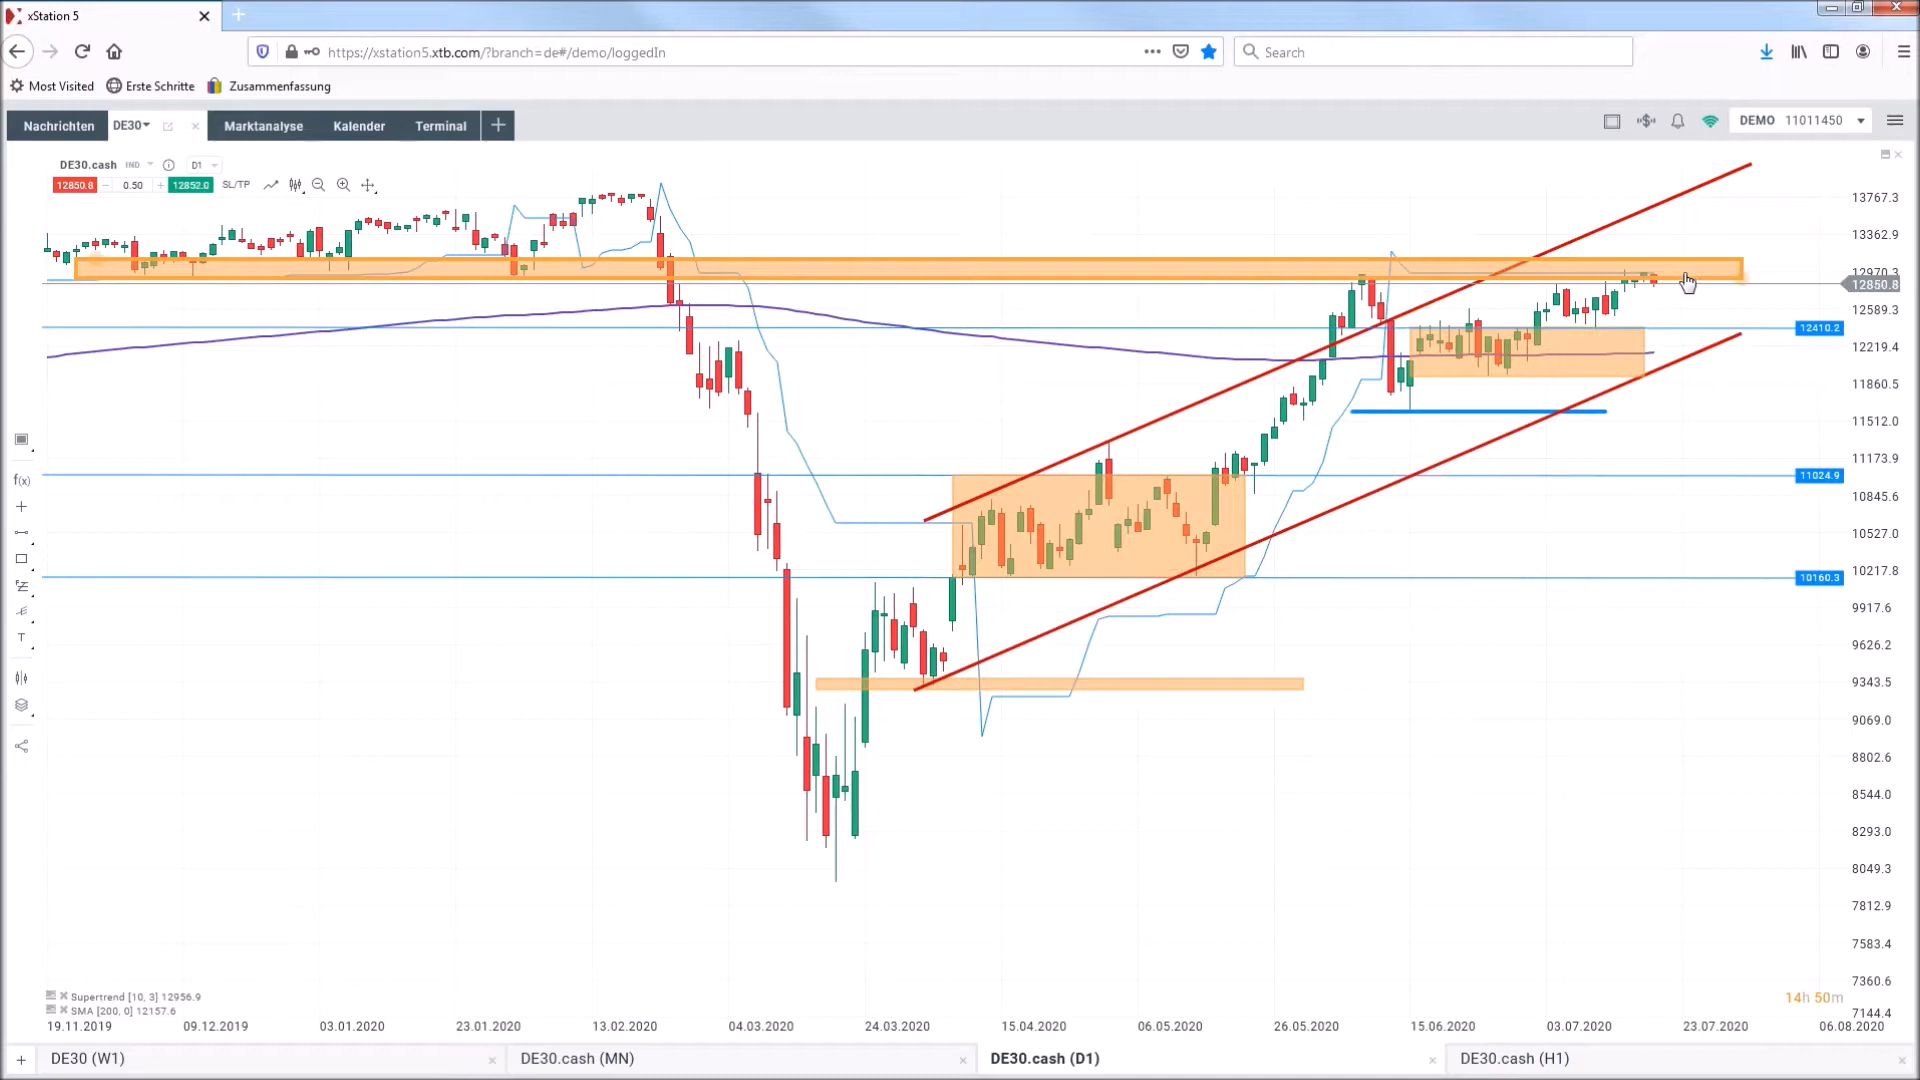 xStation 5
https://xstation5.xtb.com/?branch=de#/demo/loggedIn
Search
Most Visited
Erste Schritte
Zusammenfassung
Nachrichten
DE30
Marktanalyse
Kalender
Terminal
DEMO 11011450
DE30.cash IND D1
12850.8 0.50 12852.0 SL/TP
13767.3
13362.9
12970.3
12850.8
12589.3
12410.2
12219.4
11860.5
11512.0
11173.9
11024.9
10845.6
10527.0
10217.8
10160.3
9917.6
9626.2
9343.5
9069.0
8802.6
8544.0
8293.0
8049.3
7812.9
7583.4
7360.6
7144.4
f(x)
T
Supertrend [10, 3] 12956.9
SMA [200, 0] 12157.6
14h 50m
19.11.2019 09.12.2019 03.01.2020 23.01.2020 13.02.2020 04.03.2020 24.03.2020 15.04.2020 06.05.2020 26.05.2020 15.06.2020 03.07.2020 23.07.2020 06.08.2020
DE30 (W1)
DE30.cash (MN)
DE30.cash (D1)
DE30.cash (H1)